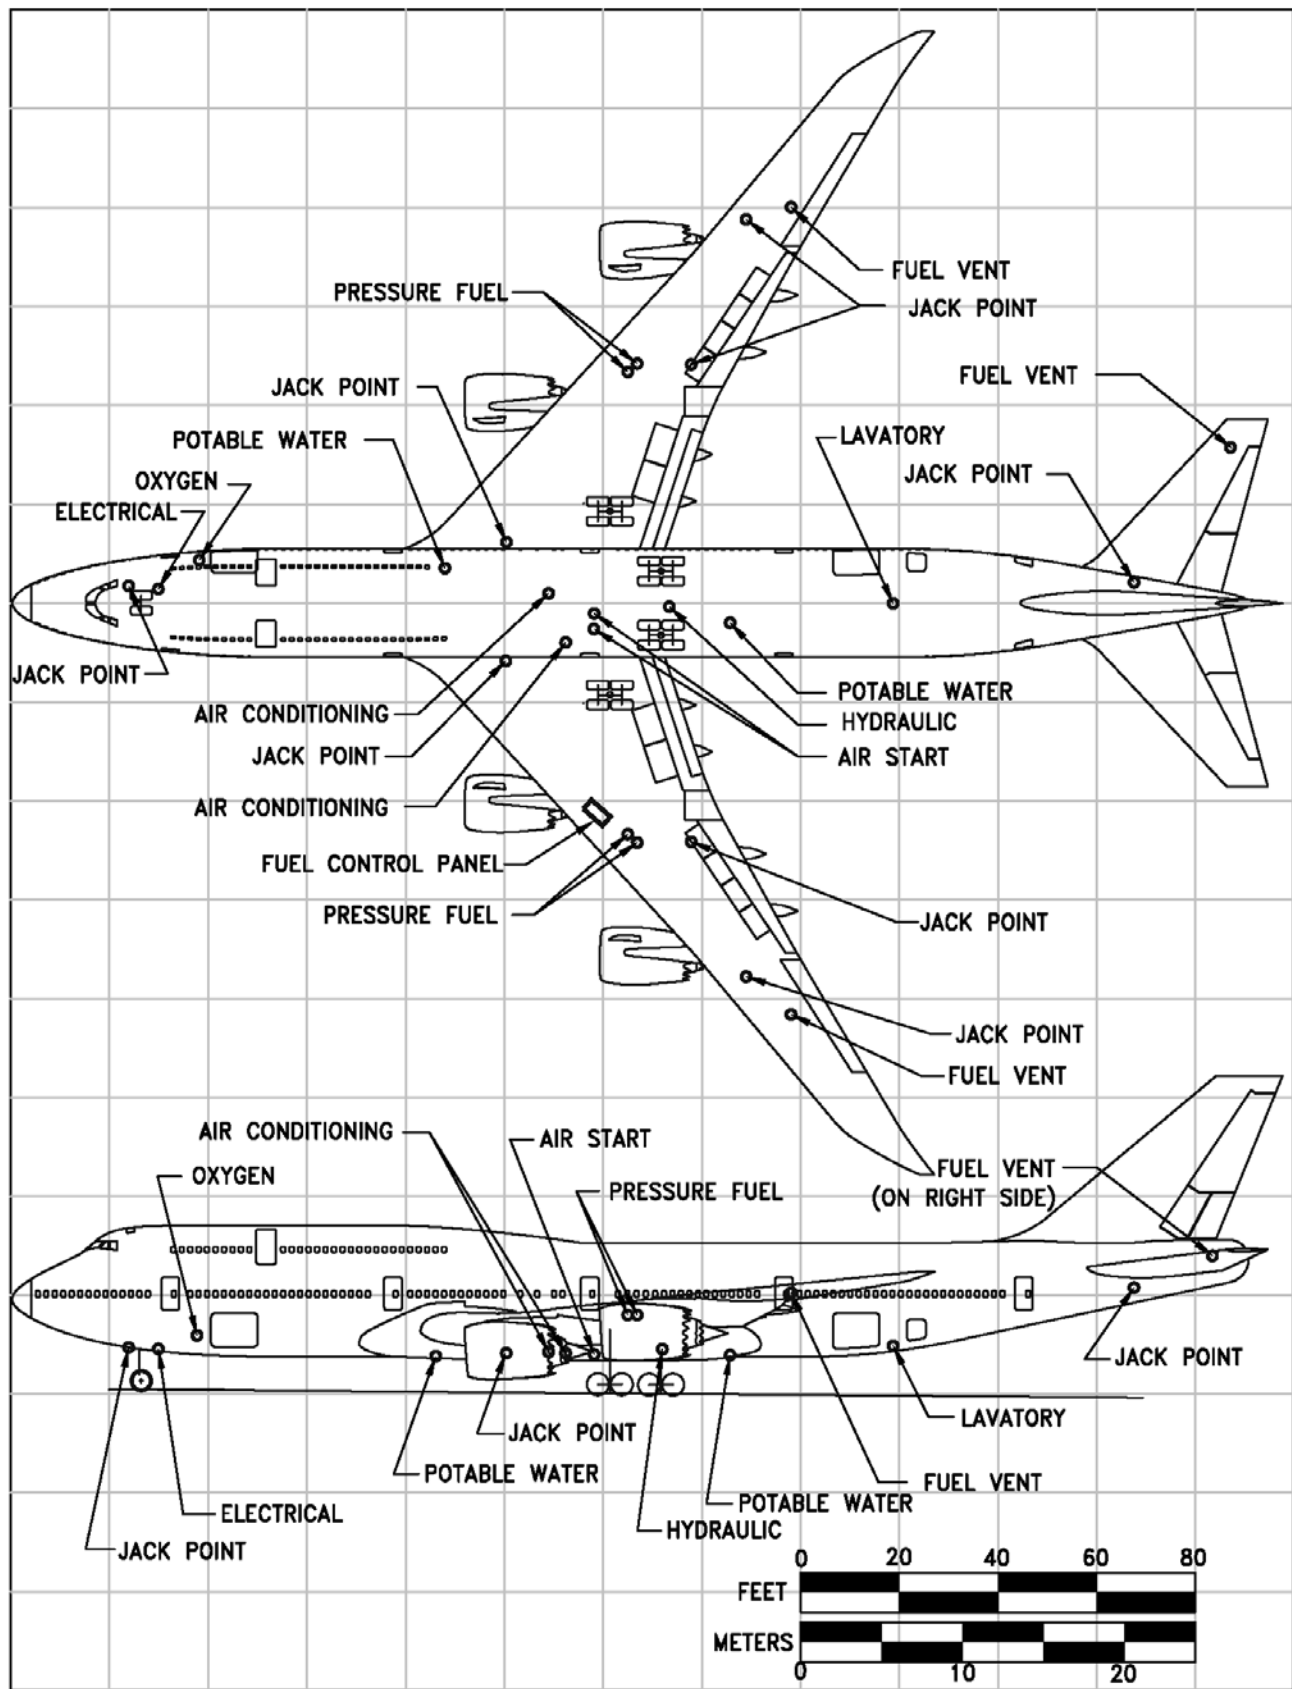 FUEL VENT
PRESSURE FUEL
JACK POINT
JACK POINT
FUEL VENT
POTABLE WATER
LAVATORY
JACK POINT
OXYGEN
ELECTRICAL
JACK POINT
AIR CONDITIONING
POTABLE WATER
HYDRAULIC
JACK POINT
AIR START
AIR CONDITIONING
FUEL CONTROL PANEL
PRESSURE FUEL
JACK POINT
JACK POINT
FUEL VENT
AIR CONDITIONING
AIR START
OXYGEN
PRESSURE FUEL
FUEL VENT
(ON RIGHT SIDE)
JACK POINT
LAVATORY
JACK POINT
POTABLE WATER
FUEL VENT
POTABLE WATER
ELECTRICAL
HYDRAULIC
JACK POINT
0 20 40 60 80
FEET
METERS
0 10 20